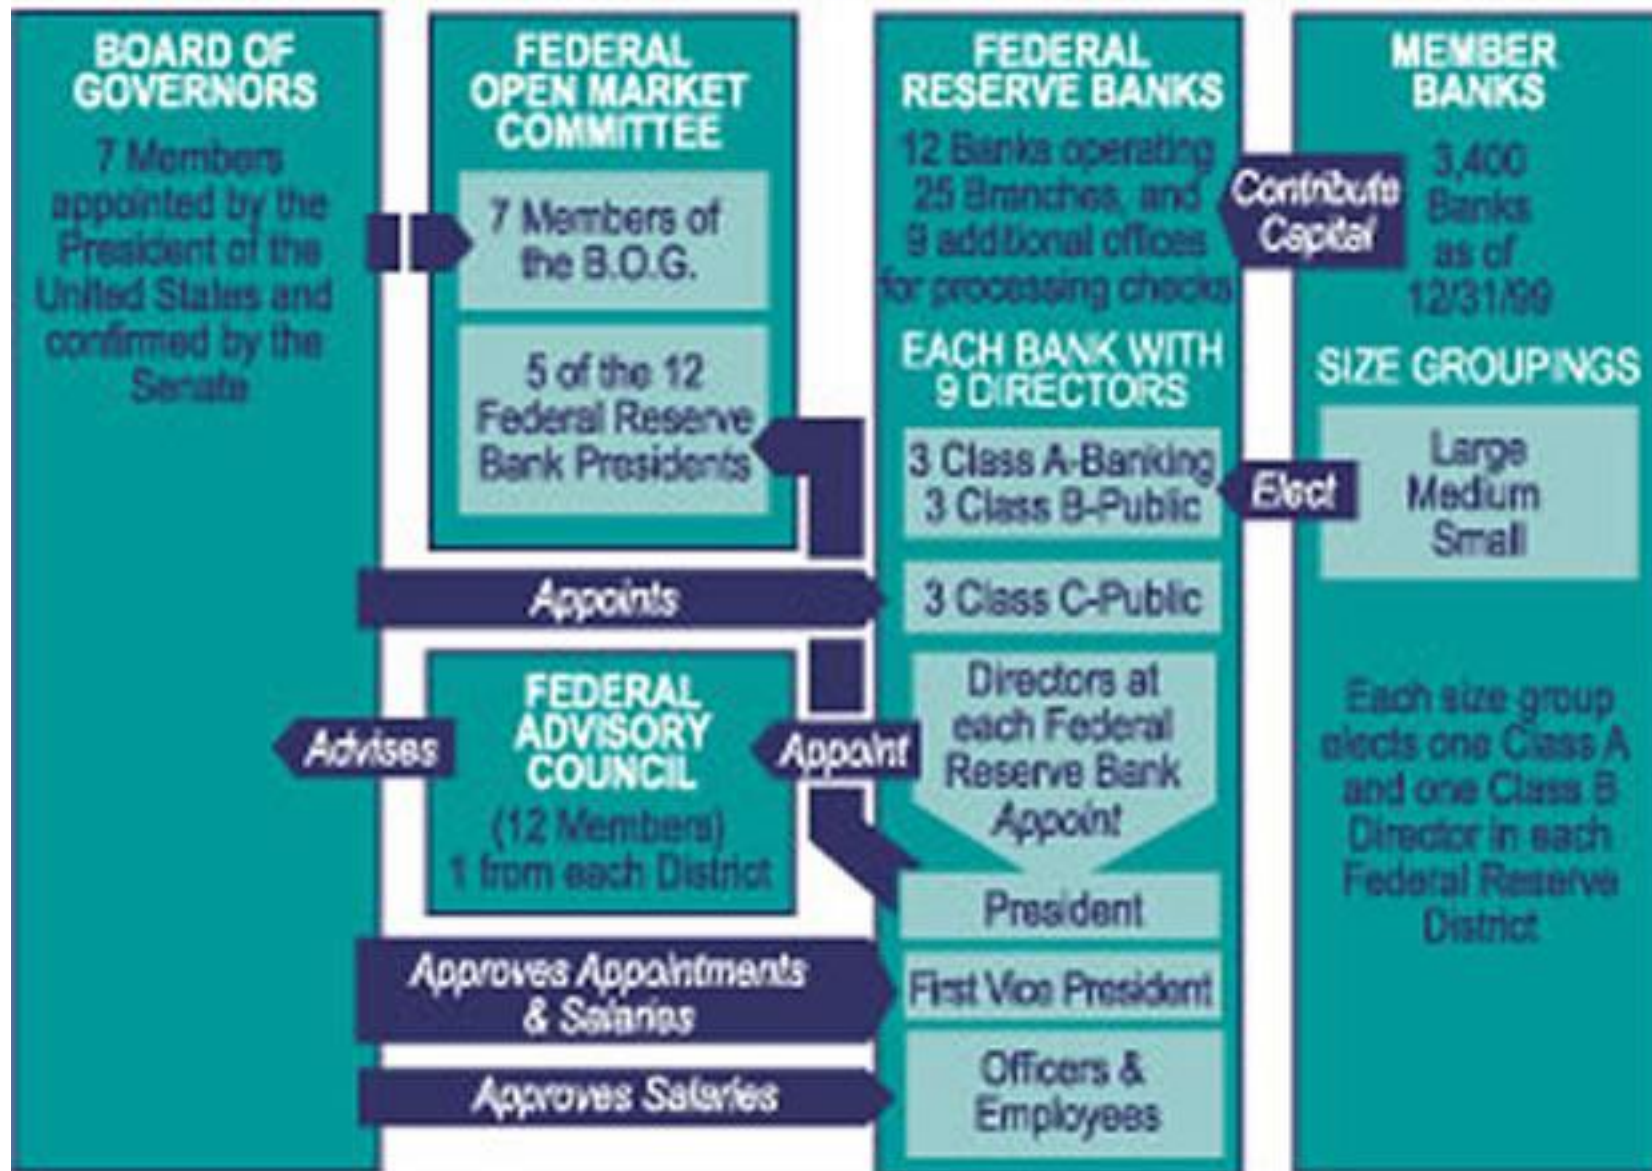 BOARD OF
GOVERNORS
7 Members
appointed by the
President of the
United States and
confirmed by the
Senate
FEDERAL
OPEN MARKET
COMMITTEE
7 Members of
the B.O.G.
5 of the 12
Federal Reserve
Bank Presidents
Appoints
FEDERAL
ADVISORY
COUNCIL
(12 Members)
1 from each District
Advises
Appoint
Approves Appointments
& Salaries
Approves Salaries
FEDERAL
RESERVE BANKS
12 Banks operating
25 Branches, and
9 additional offices
for processing checks
EACH BANK WITH
9 DIRECTORS
3 Class A-Banking
3 Class B-Public
3 Class C-Public
Directors at
each Federal
Reserve Bank
Appoint
President
First Vice President
Officers &
Employees
Contribute
Capital
Elect
MEMBER
BANKS
3,400
Banks
as of
12/31/99
SIZE GROUPINGS
Large
Medium
Small
Each size group
elects one Class A
and one Class B
Director in each
Federal Reserve
District